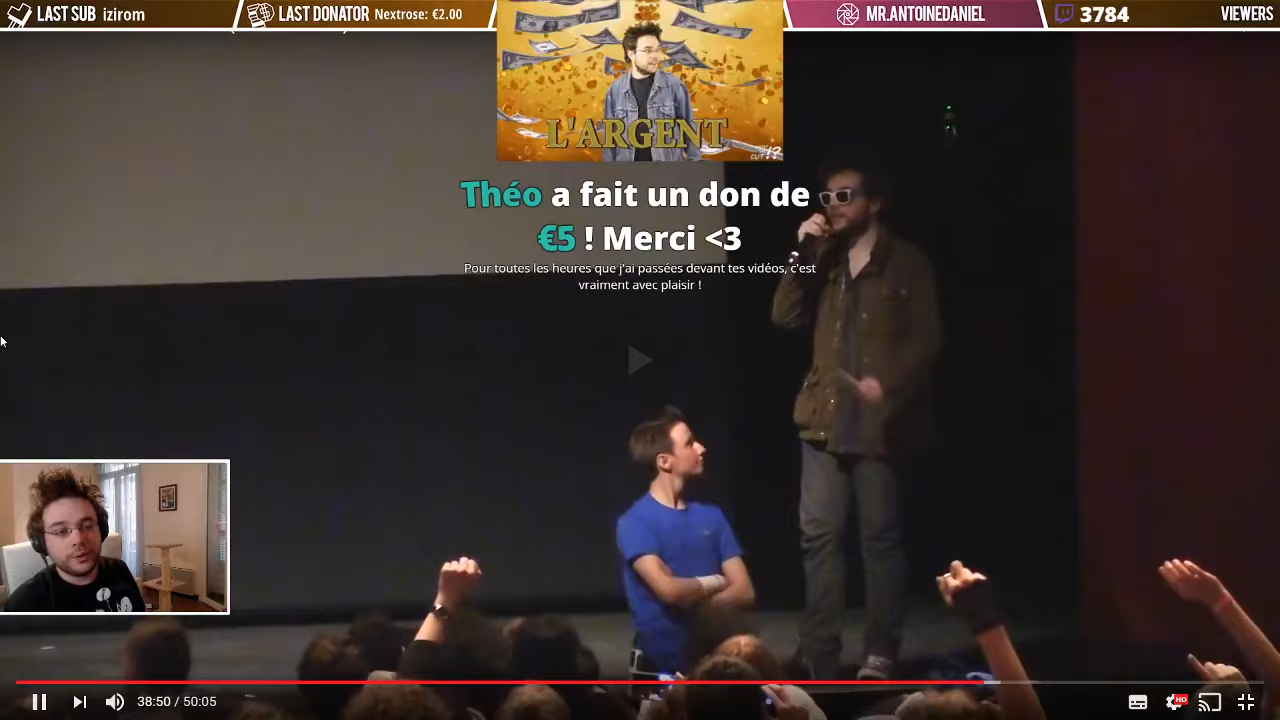 LAST SUB izirom
LAST DONATOR Nextrose: €2.00
MR.ANTOINEDANIEL
3784
VIEWERS
L'ARGENT
Théo a fait un don de
€5 ! Merci <3
Pour toutes les heures que j'ai passées devant tes vidéos, c'est
vraiment avec plaisir !
38:50 / 50:05
HD